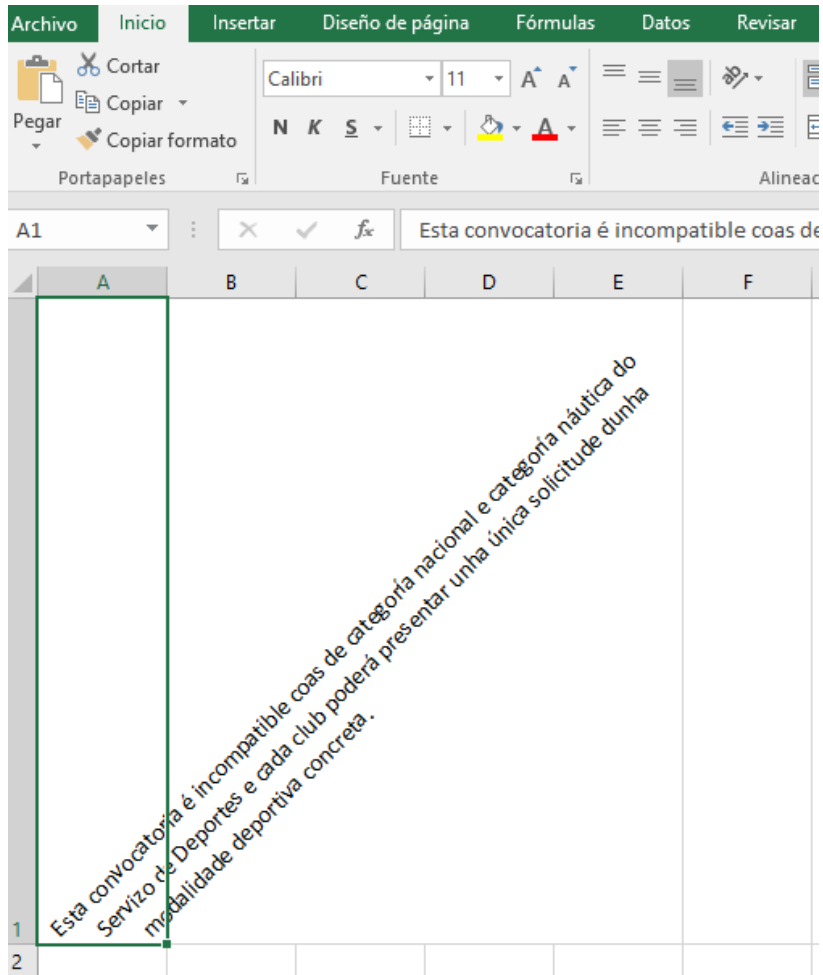 Archivo Inicio Insertar Diseño de página Fórmulas Datos Revisar
Cortar
Copiar
Copiar formato
Pegar
Calibri 11
N K S
Portapapeles Fuente
A1 fx Esta convocatoria é incompatible coas
A B C D E F
Esta convocatoria é incompatible coas de categoría nacional e categoría náutica do
Servizo de Deportes e cada club poderá presentar unha única solicitude dunha
modalidade deportiva concreta.
1
2